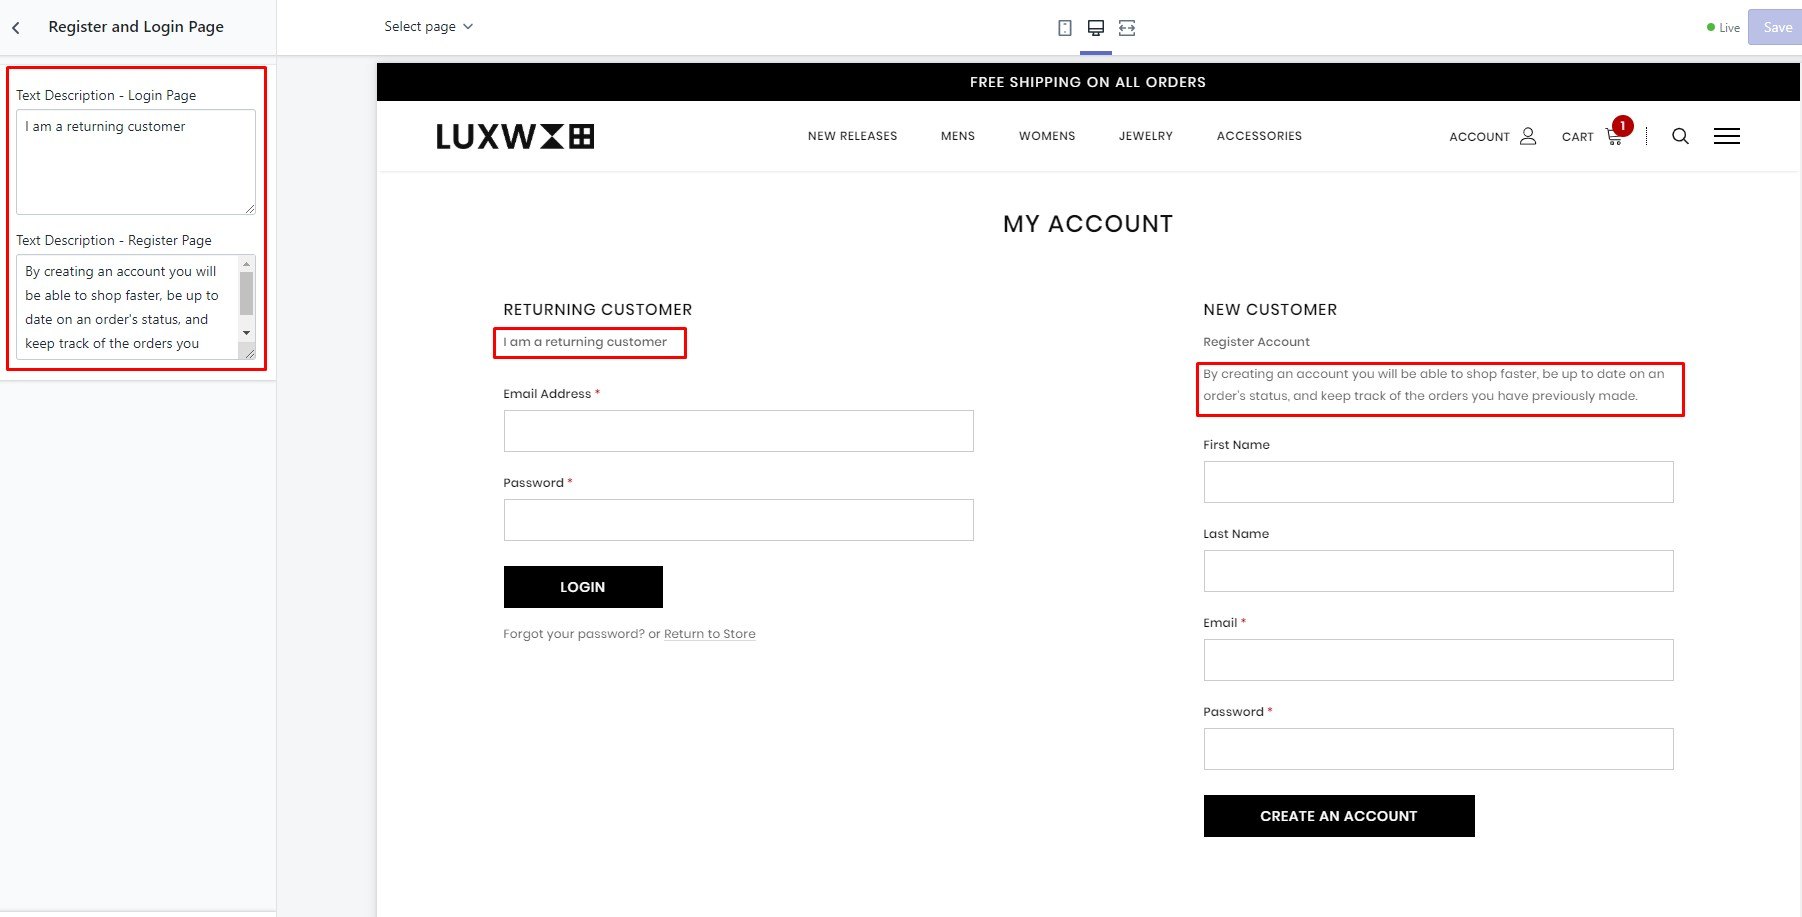 Register and Login Page
Select page
Live
Save
Text Description - Login Page
I am a returning customer
Text Description - Register Page
By creating an account you will
be able to shop faster, be up to
date on an order's status, and
keep track of the orders you
FREE SHIPPING ON ALL ORDERS
LUXW
NEW RELEASES
MENS
WOMENS
JEWELRY
ACCESSORIES
ACCOUNT
CART
1
MY ACCOUNT
RETURNING CUSTOMER
I am a returning customer
Email Address *
Password *
LOGIN
Forgot your password? or Return to Store
NEW CUSTOMER
Register Account
By creating an account you will be able to shop faster, be up to date on an
order's status, and keep track of the orders you have previously made.
First Name
Last Name
Email *
Password *
CREATE AN ACCOUNT